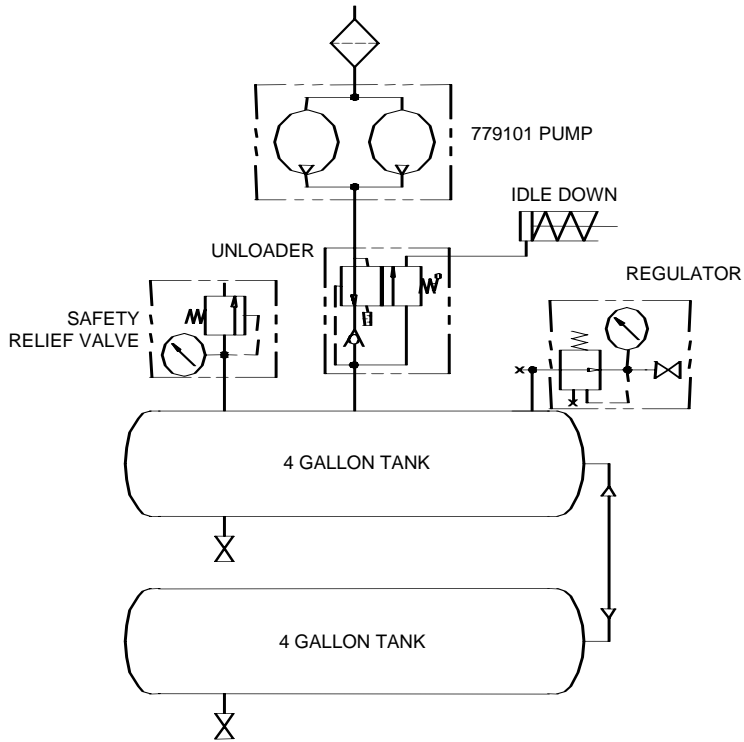 779101 PUMP
IDLE DOWN
UNLOADER
REGULATOR
SAFETY
RELIEF VALVE
4 GALLON TANK
4 GALLON TANK